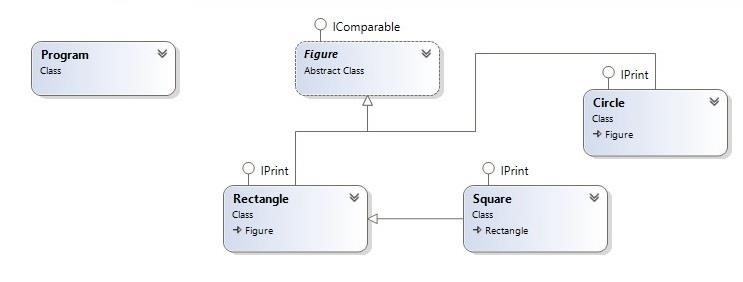 IComparable
Program
Class
Figure
Abstract Class
IPrint
Circle
Class
Figure
IPrint
Rectangle
Class
Figure
IPrint
Square
Class
Rectangle